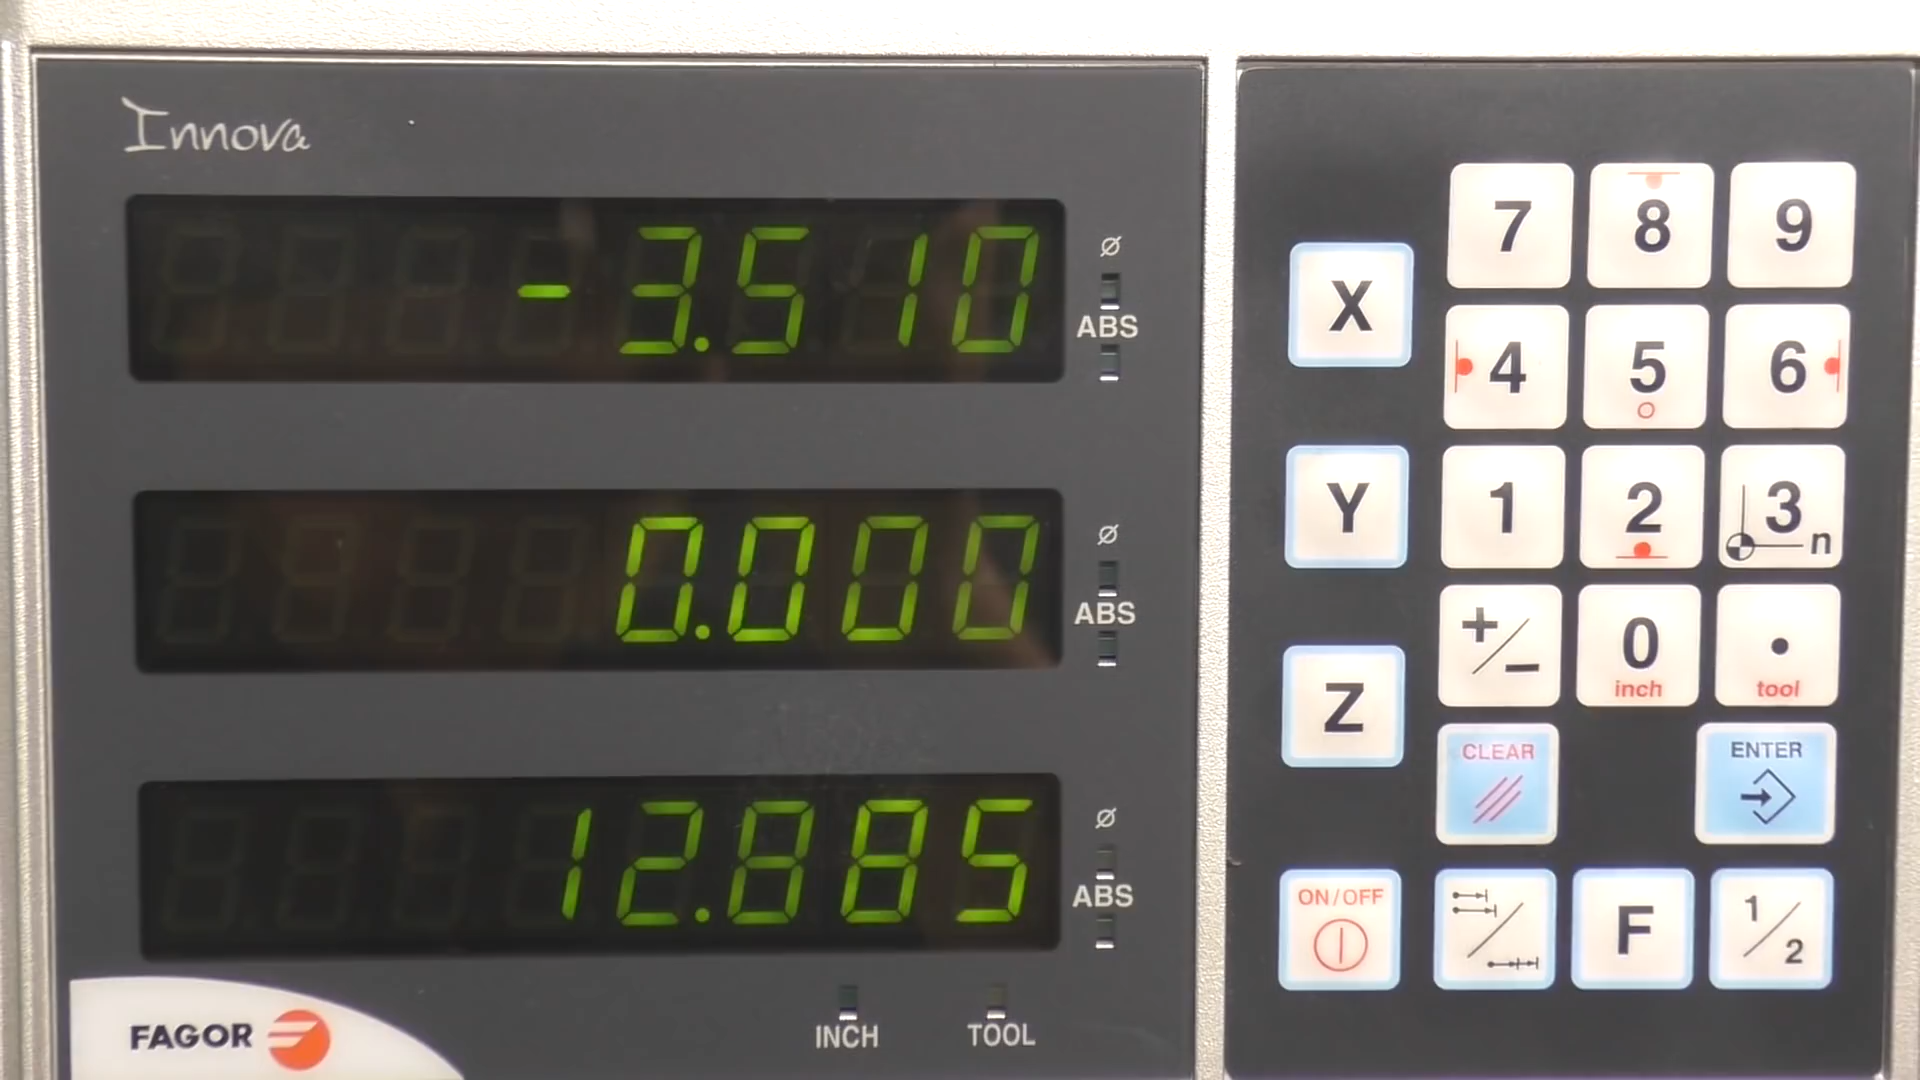 Innova
-3.510
Ø
ABS
0.000
Ø
ABS
12.885
Ø
ABS
INCH TOOL
FAGOR
X
Y
Z
7 8 9
4 5 6
1 2 3 n
+/- 0 .
inch tool
CLEAR ENTER
ON/OFF F 1/2